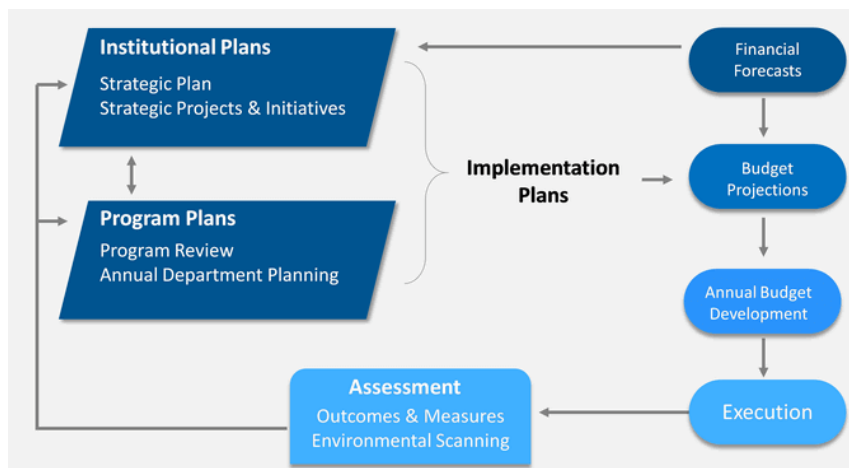 Institutional Plans
Strategic Plan
Strategic Projects & Initiatives
Program Plans
Program Review
Annual Department Planning
Implementation
Plans
Financial
Forecasts
Budget
Projections
Annual Budget
Development
Execution
Assessment
Outcomes & Measures
Environmental Scanning